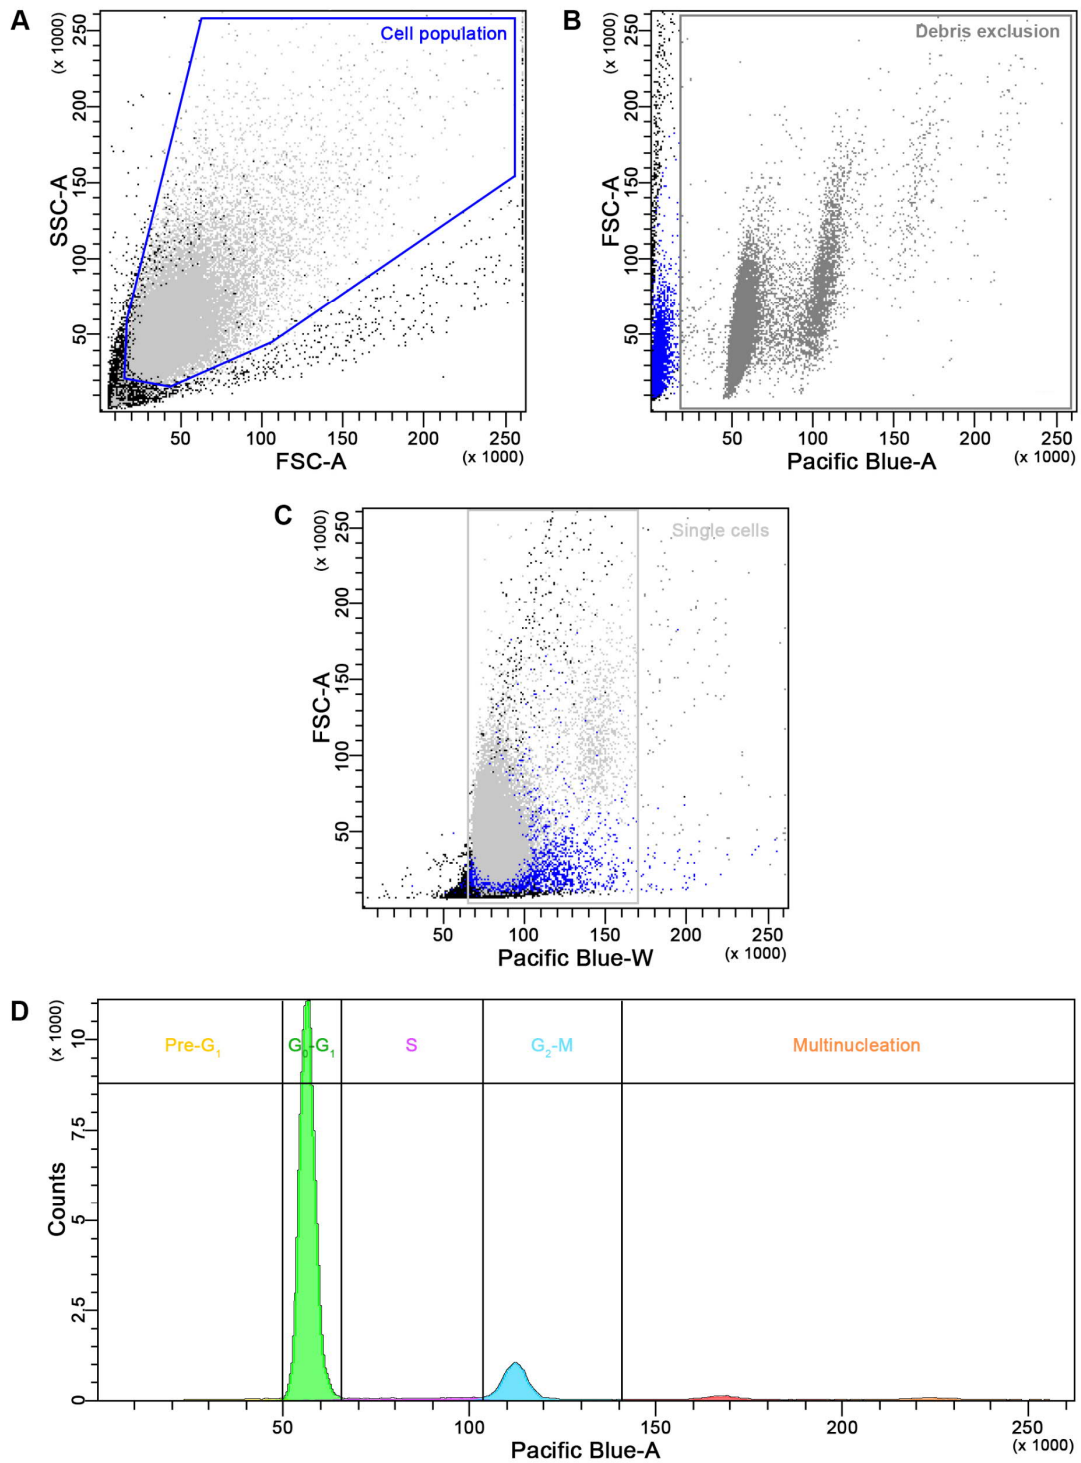 A
(x 1000)
Cell population
250
200
150
100
50
SSC-A
50 100 150 200 250
FSC-A (x 1000)
B
(x 1000)
Debris exclusion
250
200
150
100
50
FSC-A
50 100 150 200 250
Pacific Blue-A (x 1000)
C
(x 1000)
Single cells
250
200
150
100
50
FSC-A
50 100 150 200 250
Pacific Blue-W (x 1000)
D
(x 1000)
Pre-G₁ G₀-G₁ S G₂-M Multinucleation
10
7.5
5
2.5
0
Counts
50 100 150 200 250
Pacific Blue-A (x 1000)